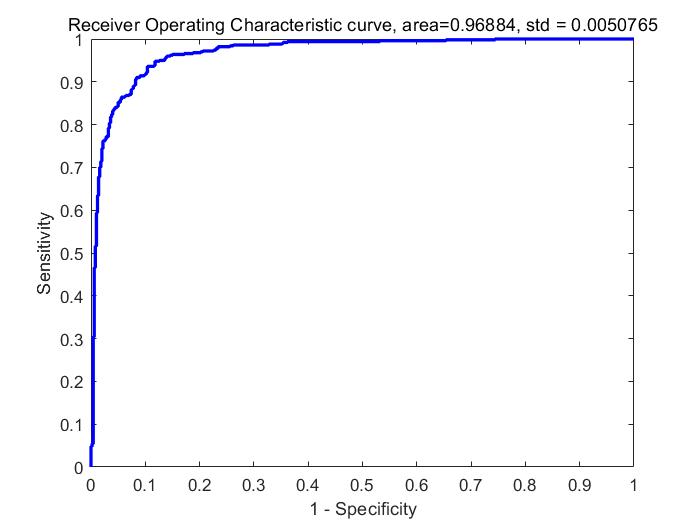 Receiver Operating Characteristic curve, area=0.96884, std = 0.0050765
1
0.9
0.8
0.7
0.6
0.5
0.4
0.3
0.2
0.1
0
Sensitivity
0 0.1 0.2 0.3 0.4 0.5 0.6 0.7 0.8 0.9 1
1 - Specificity